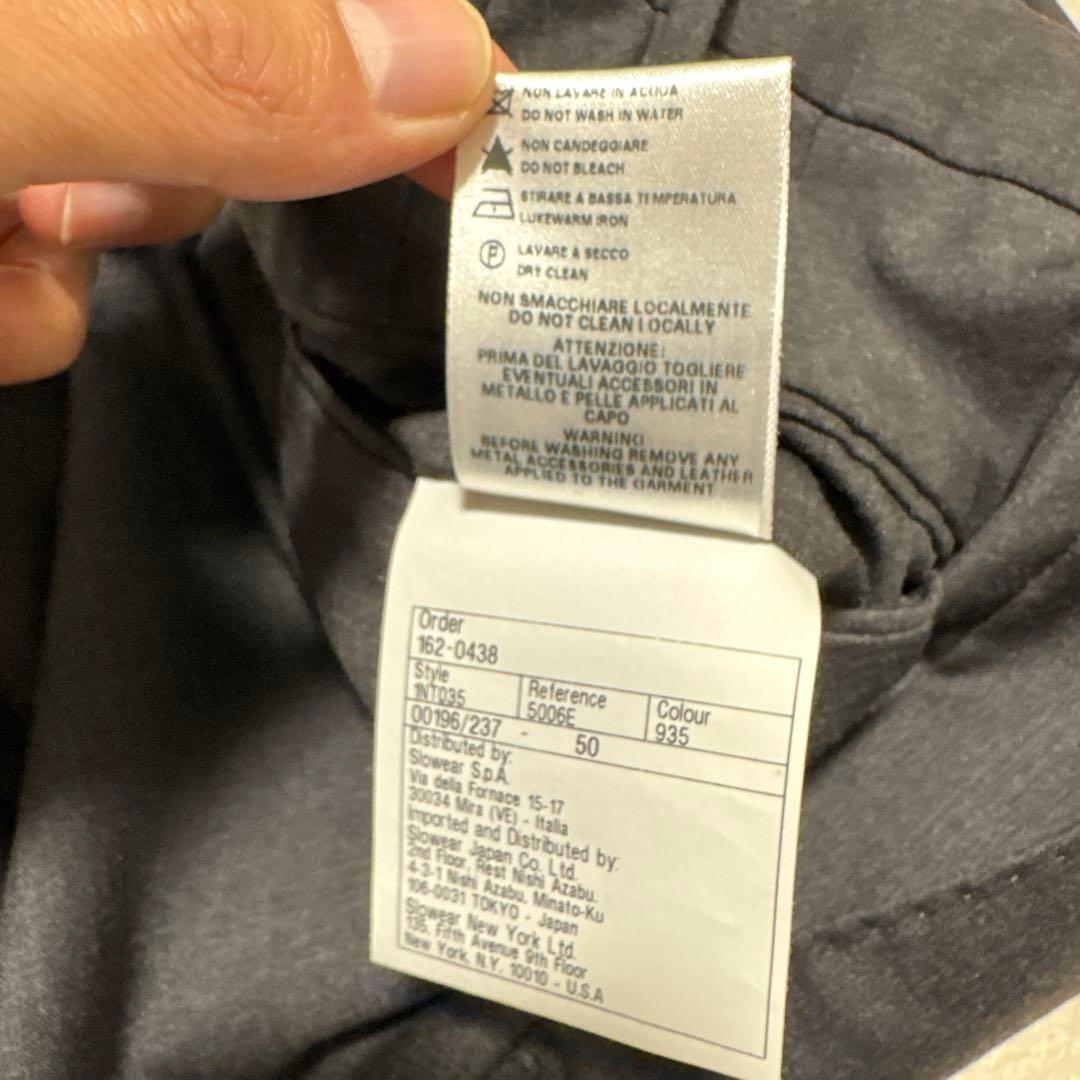 NON LAVARE IN ACQUA
DO NOT WASH IN WATER
NON CANDEGGIARE
DO NOT BLEACH
STIRARE A BASSA TEMPERATURA
LUKEWARM IRON
P
LAVARE A SECCO
DRY CLEAN
NON SMACCHIARE LOCALMENTE
DO NOT CLEAN LOCALLY
ATTENZIONE:
PRIMA DEL LAVAGGIO TOGLIERE
EVENTUALI ACCESSORI IN
METALLO E PELLE APPLICATI AL
CAPO
WARNING
BEFORE WASHING REMOVE ANY
METAL ACCESSORIES AND LEATHER
APPLIED TO THE GARMENT
Order
162-0438
Style Reference Colour
1NT035 5006E 935
00196/237 - 50
Distributed by:
Slowear S.p.A.
Via della Fornace 15-17
30034 Mira (VE) - Italia
Imported and Distributed by:
Slowear Japan Co. Ltd.
2nd Floor, Rest Nishi Azabu.
4-3-1 Nishi Azabu, Minato-Ku
106-0031 TOKYO - Japan
Slowear New York Ltd.
135, Fifth Avenue 9th Floor
New York, N.Y. 10010 - U.S.A